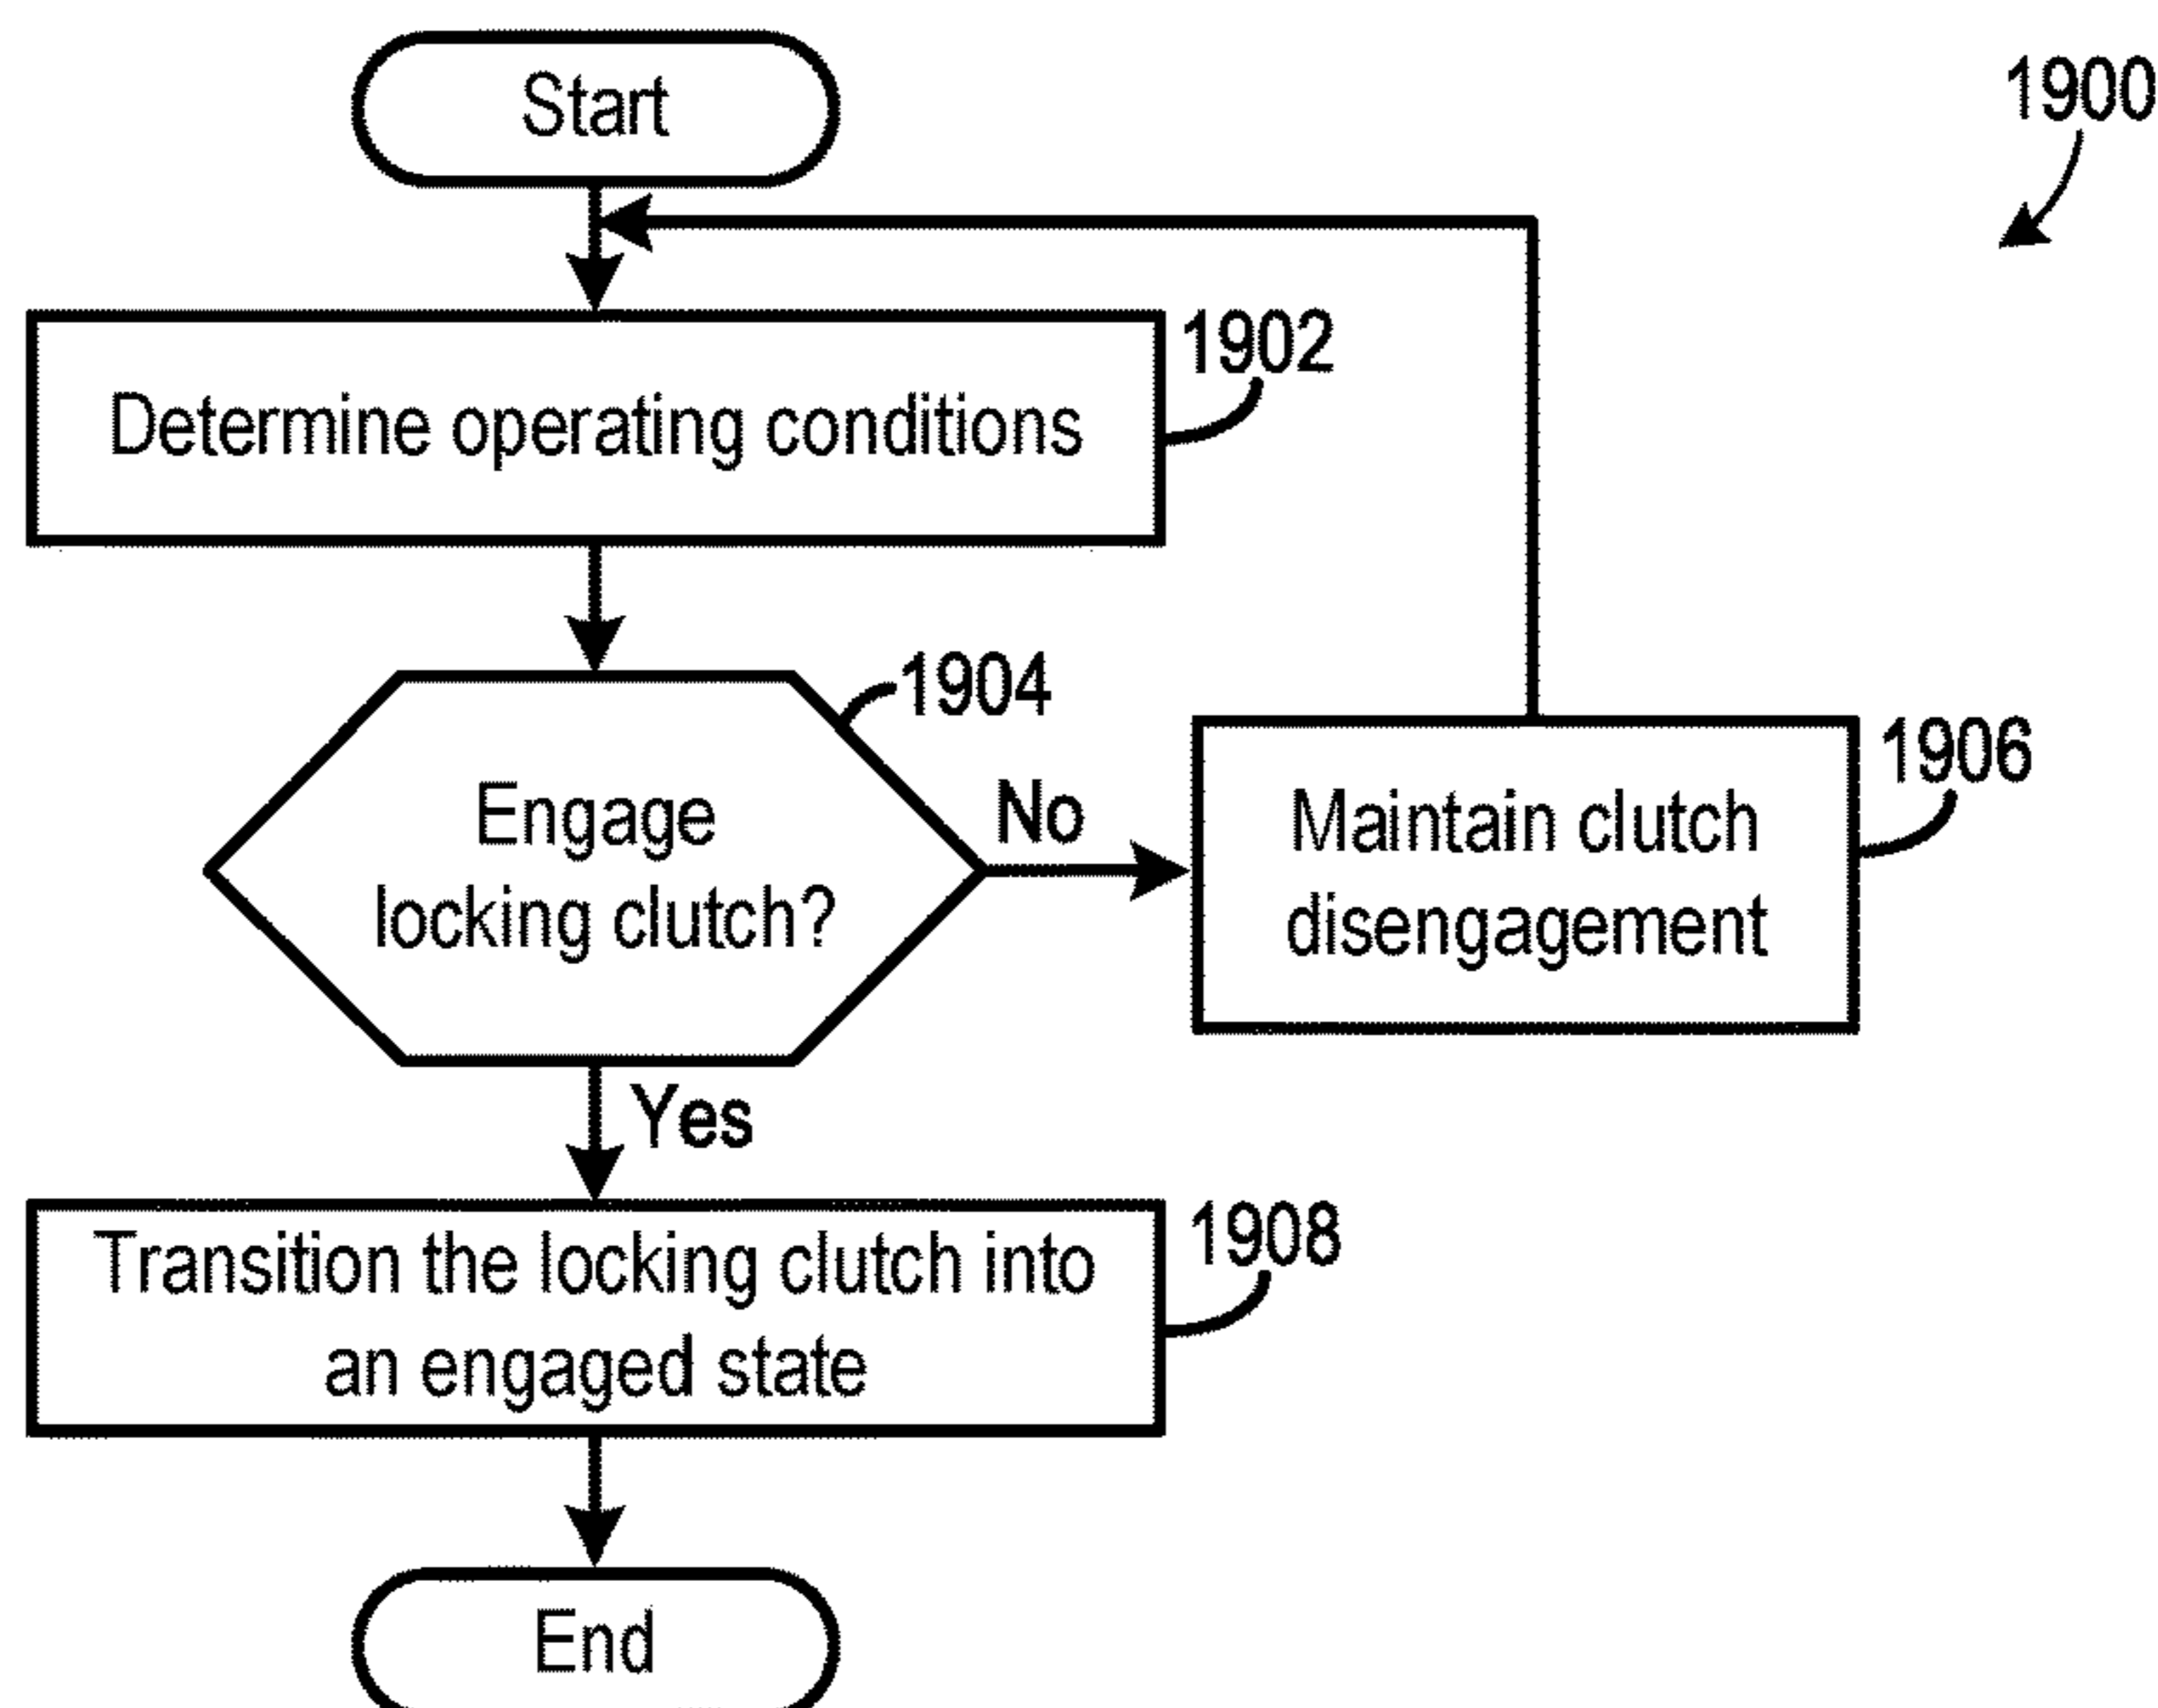 Start
1900
Determine operating conditions
1902
1904
Engage
locking clutch?
No
Maintain clutch
disengagement
1906
Yes
Transition the locking clutch into
an engaged state
1908
End